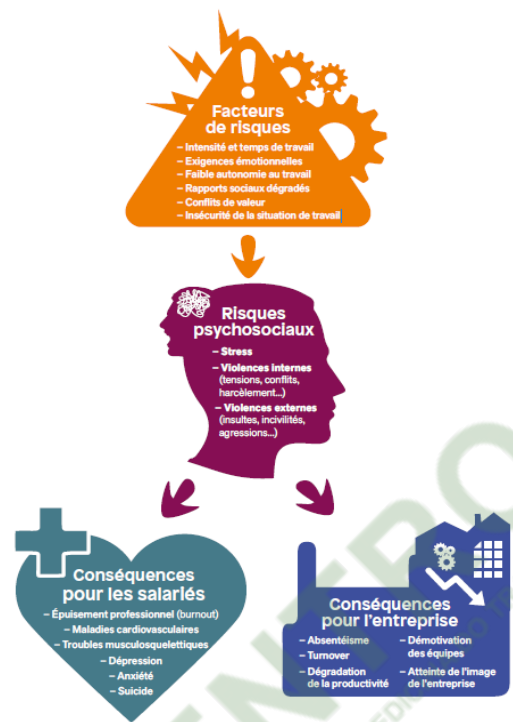 Facteurs
de risques
– Intensité et temps de travail
– Exigences émotionnelles
– Faible autonomie au travail
– Rapports sociaux dégradés
– Conflits de valeur
– Insécurité de la situation de travail
Risques
psychosociaux
– Stress
– Violences internes
(tensions, conflits,
harcèlement...)
– Violences externes
(insultes, incivilités,
agressions...)
Conséquences
pour les salariés
– Épuisement professionnel (burnout)
– Maladies cardiovasculaires
– Troubles musculosquelettiques
– Dépression
– Anxiété
– Suicide
Conséquences
pour l'entreprise
– Absentéisme
– Turnover
– Dégradation
de la productivité
– Démotivation
des équipes
– Atteinte de l'image
de l'entreprise